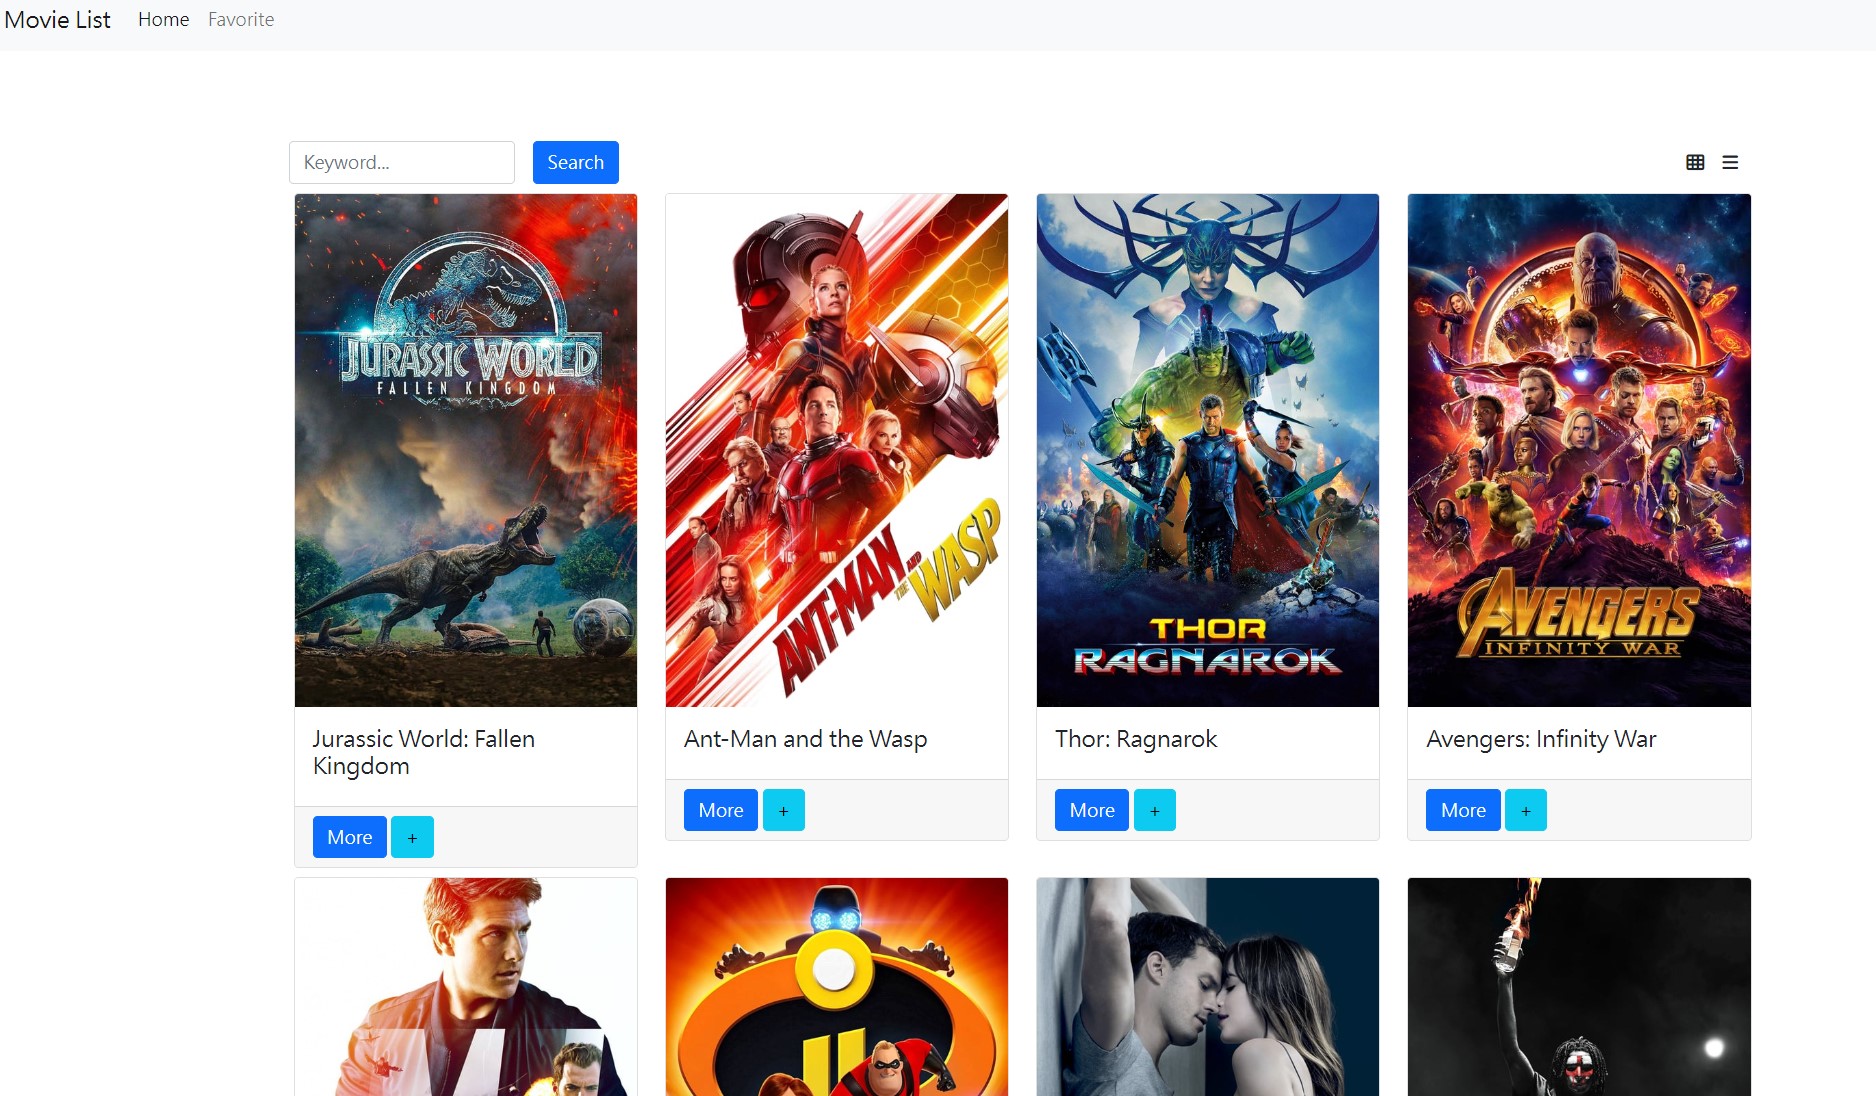 Movie List Home Favorite
Keyword... Search
JURASSIC WORLD
FALLEN KINGDOM
ANT-MAN AND
THE WASP
THOR
RAGNAROK
AVENGERS
INFINITY WAR
Jurassic World: Fallen
Kingdom
More +
Ant-Man and the Wasp
More +
Thor: Ragnarok
More +
Avengers: Infinity War
More +